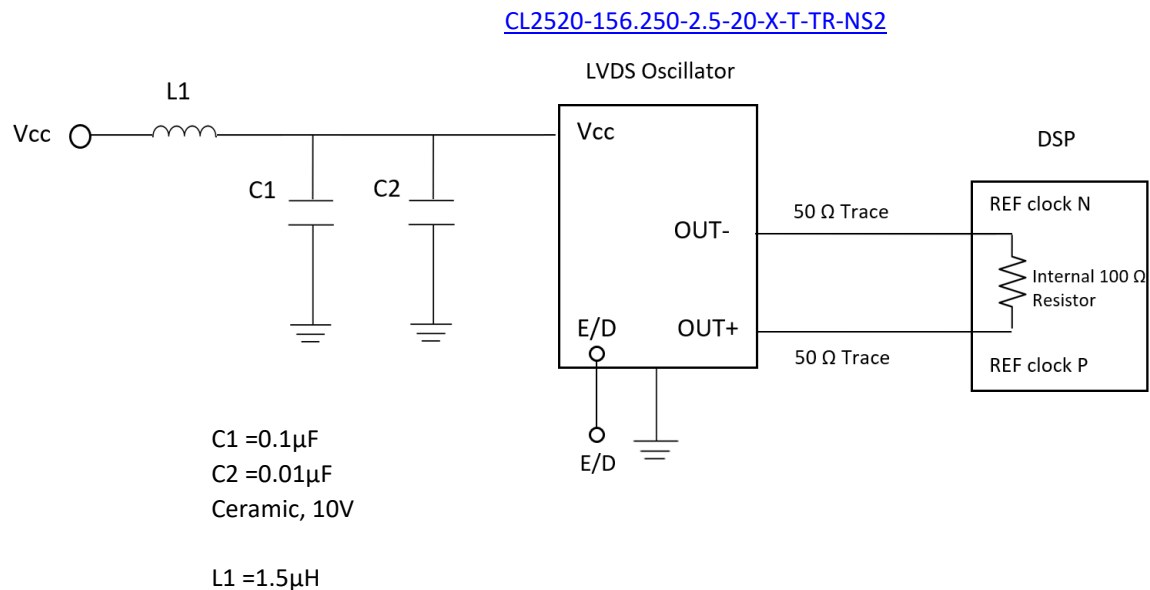 CL2520-156.250-2.5-20-X-T-TR-NS2
LVDS Oscillator
L1
Vcc
Vcc
DSP
C1
C2
50 Ω Trace
REF clock N
OUT-
Internal 100 Ω
Resistor
E/D
OUT+
50 Ω Trace
REF clock P
E/D
C1 =0.1µF
C2 =0.01µF
Ceramic, 10V
L1 =1.5µH